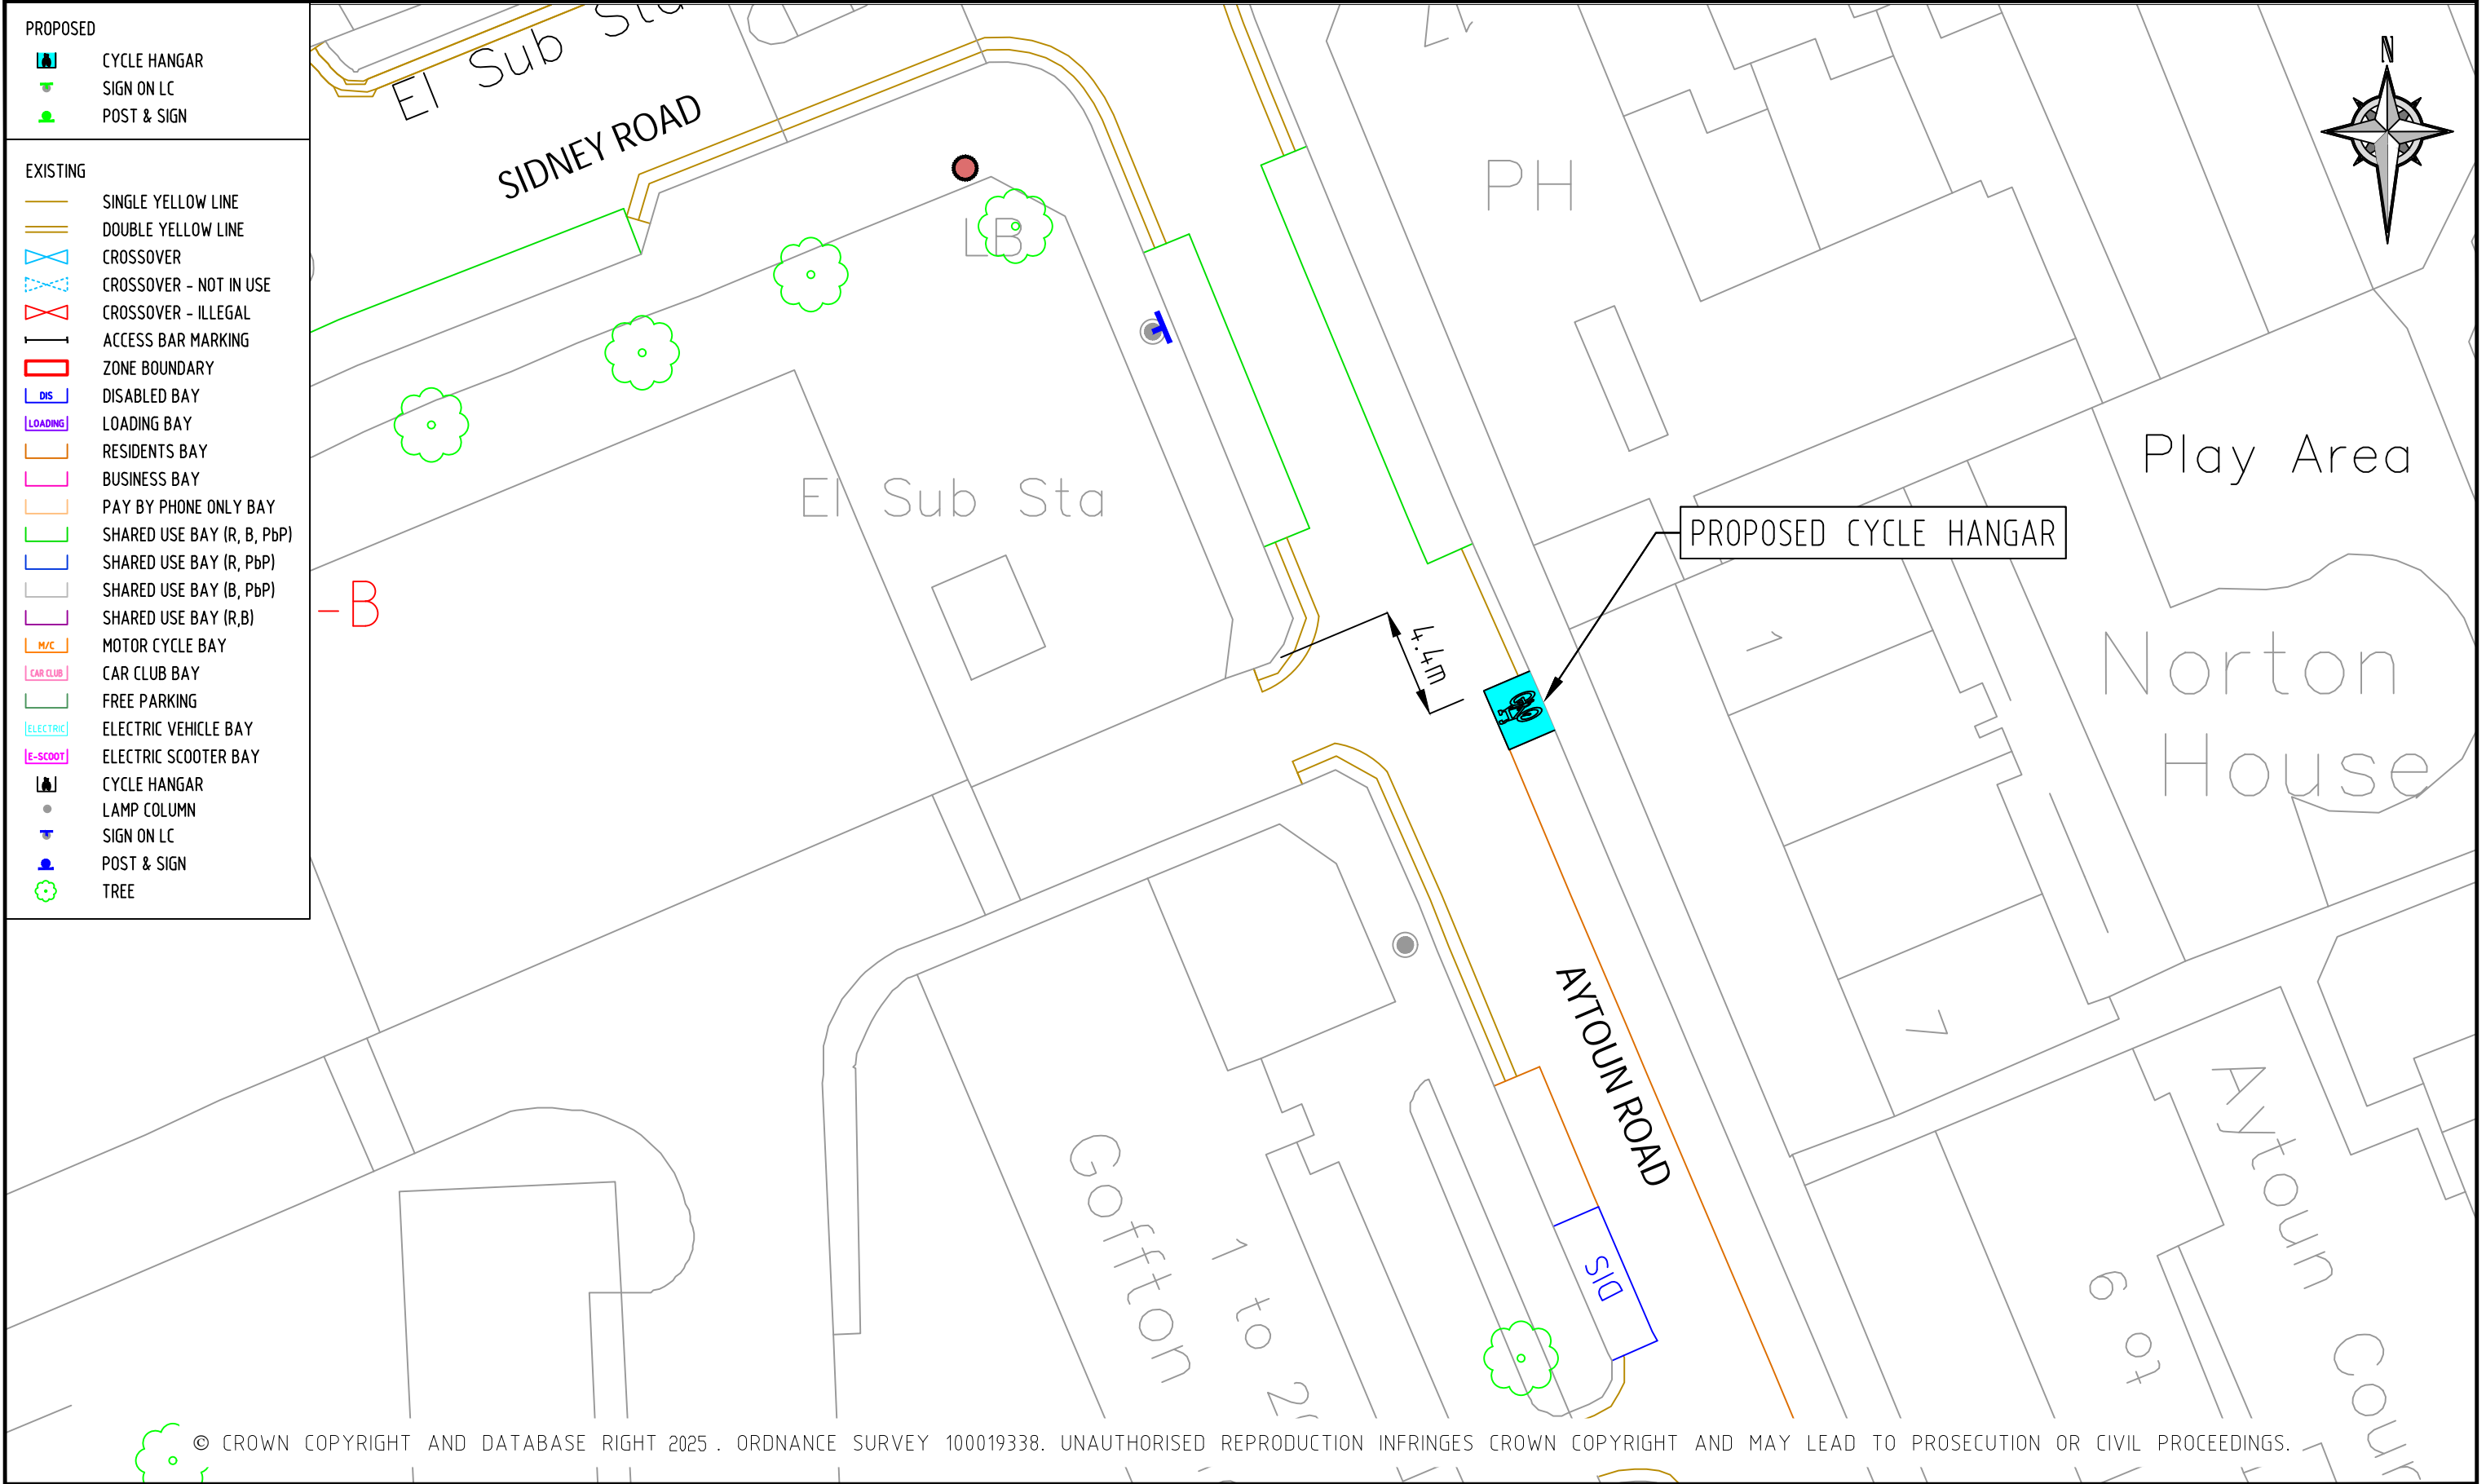 PROPOSED
CYCLE HANGAR
SIGN ON LC
POST & SIGN
EXISTING
SINGLE YELLOW LINE
DOUBLE YELLOW LINE
CROSSOVER
CROSSOVER - NOT IN USE
CROSSOVER - ILLEGAL
ACCESS BAR MARKING
ZONE BOUNDARY
DIS DISABLED BAY
LOADING LOADING BAY
RESIDENTS BAY
BUSINESS BAY
PAY BY PHONE ONLY BAY
SHARED USE BAY (R, B, PbP)
SHARED USE BAY (R, PbP)
SHARED USE BAY (B, PbP)
SHARED USE BAY (R,B)
M/C MOTOR CYCLE BAY
CAR CLUB CAR CLUB BAY
FREE PARKING
ELECTRIC ELECTRIC VEHICLE BAY
E-SCOOT ELECTRIC SCOOTER BAY
CYCLE HANGAR
LAMP COLUMN
SIGN ON LC
POST & SIGN
TREE
El Sub Sta
SIDNEY ROAD
LB
PH
N
El Sub Sta
-B
Play Area
PROPOSED CYCLE HANGAR
4.4m
1
Norton
House
7
AYTOUN ROAD
DIS
Goffton
1 to
Aytoun
6 to
© CROWN COPYRIGHT AND DATABASE RIGHT 2025 . ORDNANCE SURVEY 100019338. UNAUTHORISED REPRODUCTION INFRINGES CROWN COPYRIGHT AND MAY LEAD TO PROSECUTION OR CIVIL PROCEEDINGS.